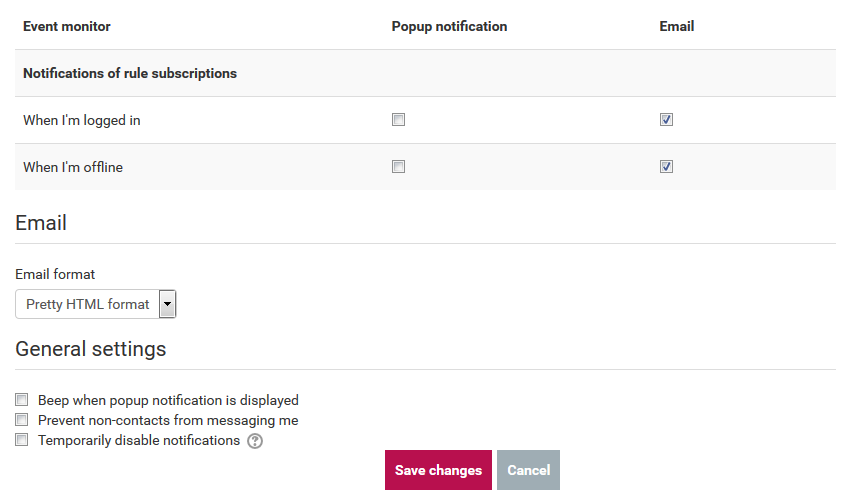 Event monitor Popup notification Email
Notifications of rule subscriptions
When I'm logged in
When I'm offline
Email
Email format
Pretty HTML format
General settings
Beep when popup notification is displayed
Prevent non-contacts from messaging me
Temporarily disable notifications ?
Save changes Cancel